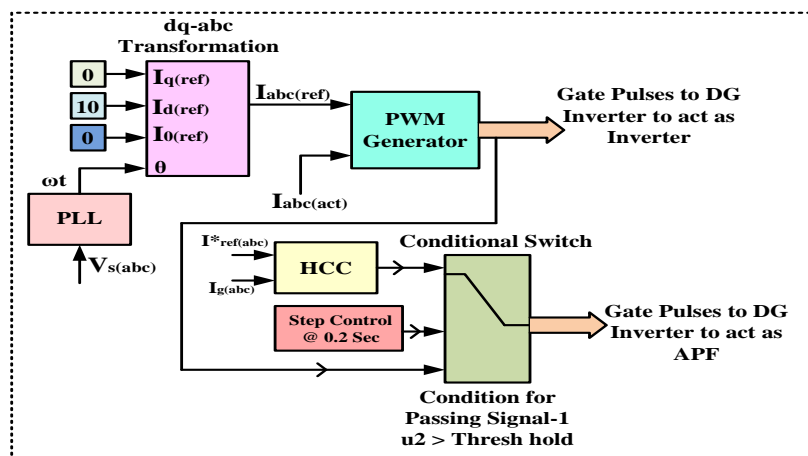 dq-abc
Transformation
0
Iq(ref)
10
Id(ref)
0
I0(ref)
θ
Iabc(ref)
ωt
PLL
Vs(abc)
PWM
Generator
Iabc(act)
Gate Pulses to DG
Inverter to act as
Inverter
I*ref(abc)
Ig(abc)
HCC
Conditional Switch
Step Control
@ 0.2 Sec
Gate Pulses to DG
Inverter to act as
APF
Condition for
Passing Signal-1
u2 > Thresh hold